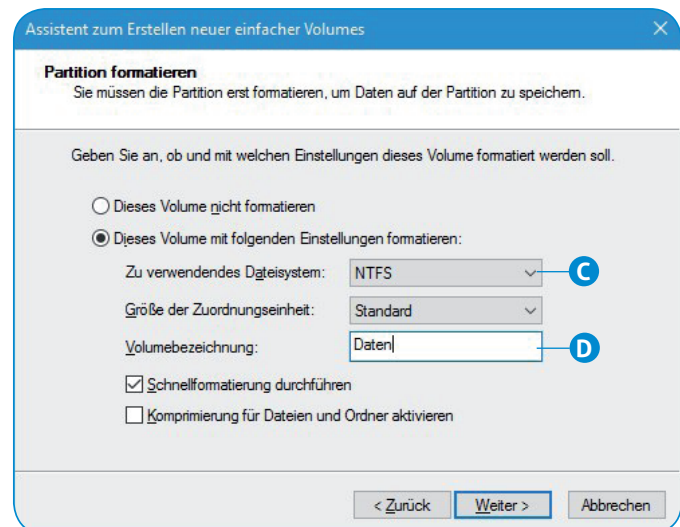 Assistent zum Erstellen neuer einfacher Volumes
Partition formatieren
Sie müssen die Partition erst formatieren, um Daten auf der Partition zu speichern.
Geben Sie an, ob und mit welchen Einstellungen dieses Volume formatiert werden soll.
Dieses Volume nicht formatieren
Dieses Volume mit folgenden Einstellungen formatieren:
Zu verwendendes Dateisystem: NTFS C
Größe der Zuordnungseinheit: Standard
Volumebezeichnung: Daten D
Schnellformatierung durchführen
Komprimierung für Dateien und Ordner aktivieren
< Zurück Weiter > Abbrechen